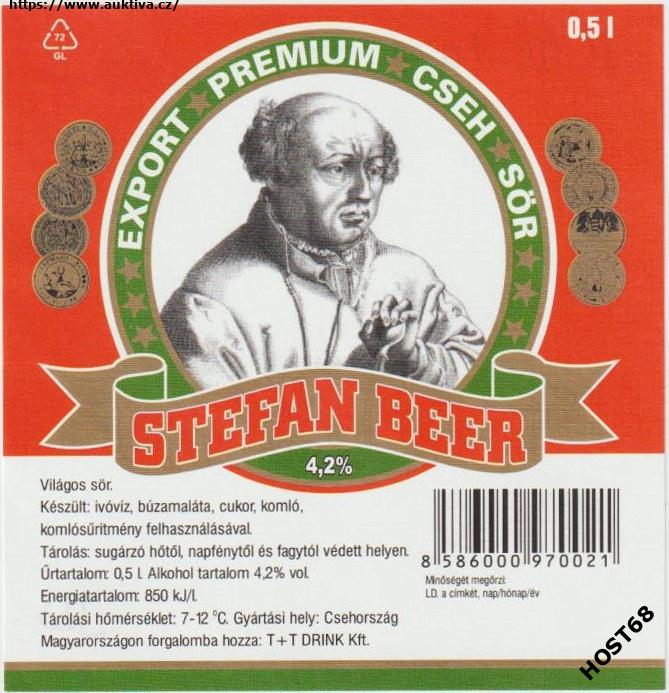 https://www.auktiva.cz/
72
GL
0,5 l
EXPORT ★ PREMIUM ★ CSEH ★ SÖR
STEFAN BEER
4,2%
Világos sör.
Készült: ivóvíz, búzamaláta, cukor, komló,
komlósűritmény felhasználásával.
Tárolás: sugárzó hőtől, napfénytől és fagytól védett helyen.
Űrtartalom: 0,5 l. Alkohol tartalom 4,2% vol.
Energiatartalom: 850 kJ/l.
Tárolási hőmérséklet: 7-12 °C. Gyártási hely: Csehország
Magyarországon forgalomba hozza: T+T DRINK Kft.
8 586000 970021
Minőségét megőrzi:
LD. a címkét, nap/hónap/év
HOST68